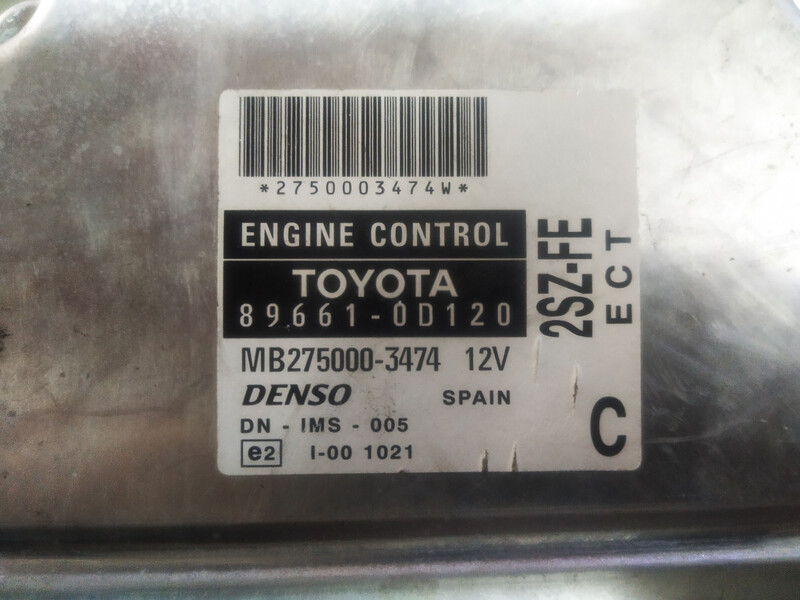 *2750003474W*
ENGINE CONTROL
TOYOTA
89661-0D120
MB275000-3474 12V
DENSO SPAIN
DN - IMS - 005
e2 I-00 1021
2SZ-FE
ECT
C